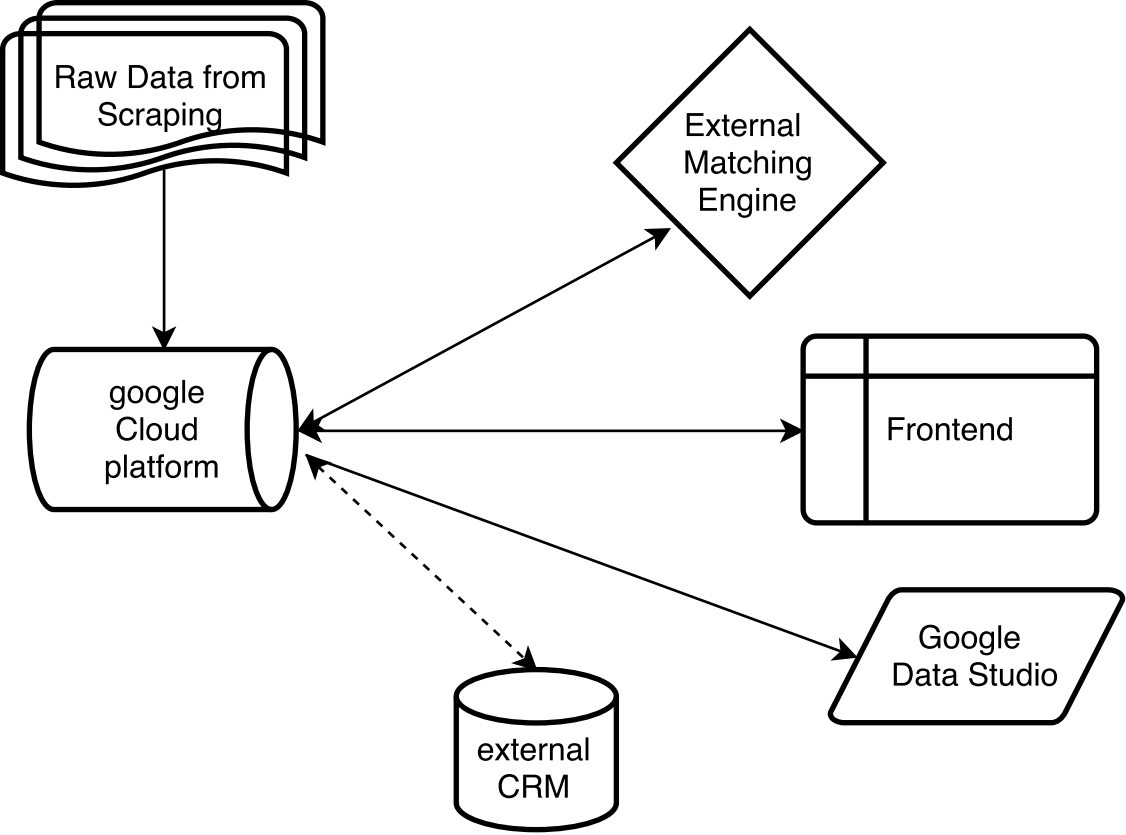 Raw Data from
Scraping
External
Matching
Engine
google
Cloud
platform
Frontend
Google
Data Studio
external
CRM